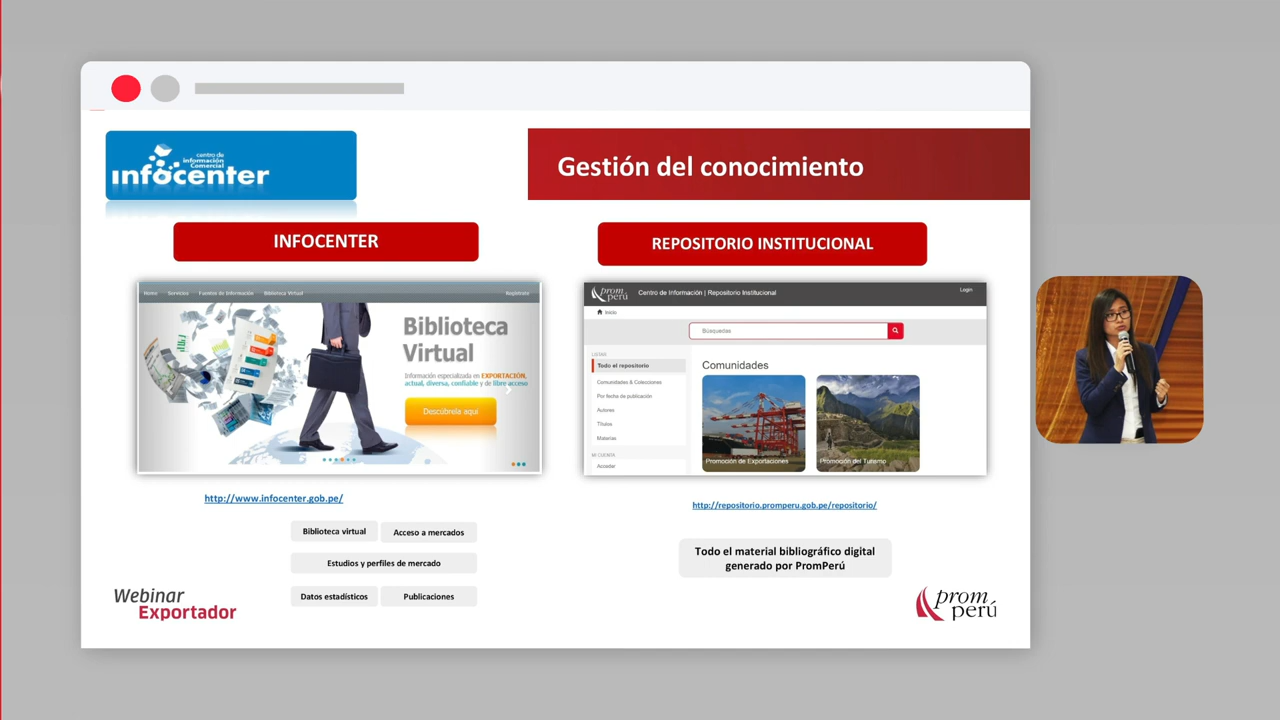 centro de
información
Comercial
infocenter
Gestión del conocimiento
INFOCENTER
REPOSITORIO INSTITUCIONAL
Home Servicios Fuentes de Información Biblioteca Virtual Regístrate
Biblioteca
Virtual
Información especializada en EXPORTACIÓN,
actual, diversa, confiable y de libre acceso
Descúbrela aquí
prom
perú
Centro de Información | Repositorio Institucional
Login
Inicio
Búsquedas
LISTAR
Todo el repositorio
Comunidades & Colecciones
Por fecha de publicación
Autores
Títulos
Materias
MI CUENTA
Acceder
Comunidades
Promoción de Exportaciones
Promoción del Turismo
http://www.infocenter.gob.pe/
http://repositorio.promperu.gob.pe/repositorio/
Biblioteca virtual
Acceso a mercados
Estudios y perfiles de mercado
Datos estadísticos
Publicaciones
Todo el material bibliográfico digital
generado por PromPerú
Webinar
Exportador
prom
perú